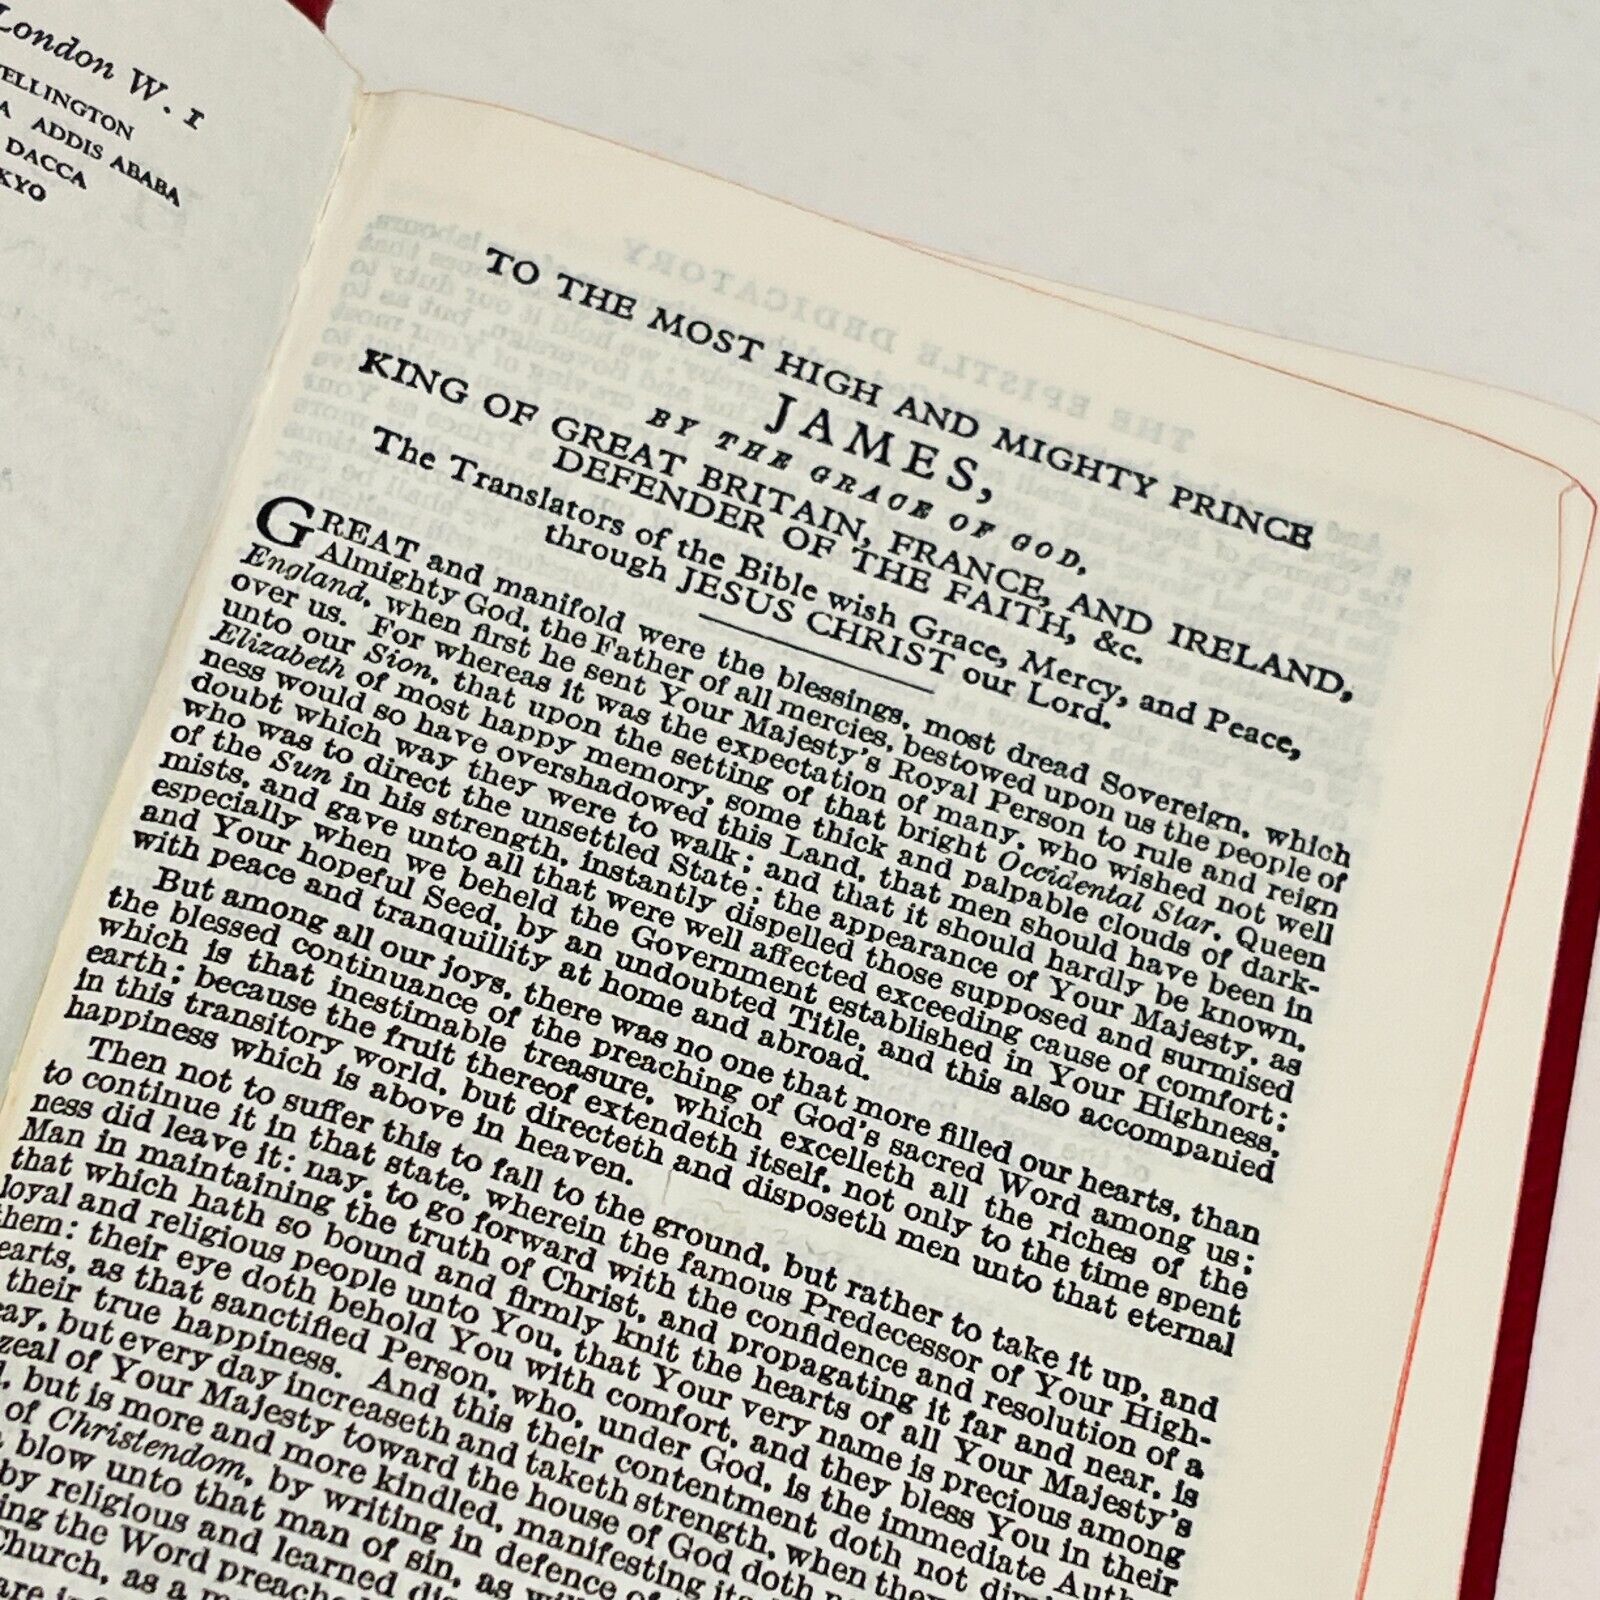 London W. 1
ELLINGTON
A ADDIS ABABA
DACCA
KYO
TO THE MOST HIGH AND MIGHTY PRINCE
JAMES,
BY THE GRACE OF GOD,
KING OF GREAT BRITAIN, FRANCE, AND IRELAND,
DEFENDER OF THE FAITH, &c.
The Translators of the Bible wish Grace, Mercy, and Peace,
through JESUS CHRIST our Lord.
GREAT and manifold were the blessings, most dread Sovereign, which
Almighty God, the Father of all mercies, bestowed upon us the people of
England, when first he sent Your Majesty's Royal Person to rule and reign
over us. For whereas it was the expectation of many, who wished not well
unto our Sion, that upon the setting of that bright Occidental Star, Queen
Elizabeth of most happy memory, some thick and palpable clouds of dark-
ness would so have overshadowed this Land, that men should have been in
doubt which way they were to walk; and that it should hardly be known,
who was to direct the unsettled State; the appearance of Your Majesty, as
of the Sun in his strength, instantly dispelled those supposed and surmised
mists, and gave unto all that were well affected exceeding cause of comfort;
especially when we beheld the Government established in Your Highness,
and Your hopeful Seed, by an undoubted Title, and this also accompanied
with peace and tranquillity at home and abroad.
But among all our joys, there was no one that more filled our hearts, than
the blessed continuance of the preaching of God's sacred Word among us;
which is that inestimable treasure, which excelleth all the riches of the
earth; because the fruit thereof extendeth itself, not only to the time spent
in this transitory world, but directeth and disposeth men unto that eternal
happiness which is above in heaven.
Then not to suffer this to fall to the ground, but rather to take it up, and
to continue it in that state, wherein the famous Predecessor of Your High-
ness did leave it: nay, to go forward with the confidence and resolution of a
Man in maintaining the truth of Christ, and propagating it far and near, is
that which hath so bound and firmly knit the hearts of all Your Majesty's
loyal and religious people unto You, that Your very name is precious among
them: their eye doth behold You with comfort, and they bless You in their
earts, as that sanctified Person, who, under God, is the immediate Auth
their true happiness. And this their contentment doth not dimi
ay, but every day increaseth and taketh strength, when they
zeal of Your Majesty toward the house of God doth no
, but is more and more kindled, manifesting its
of Christendom, by writing in defence of
blow unto that man of sin, as wi
by religious and learned di
ing the Word preache
Church, as a m